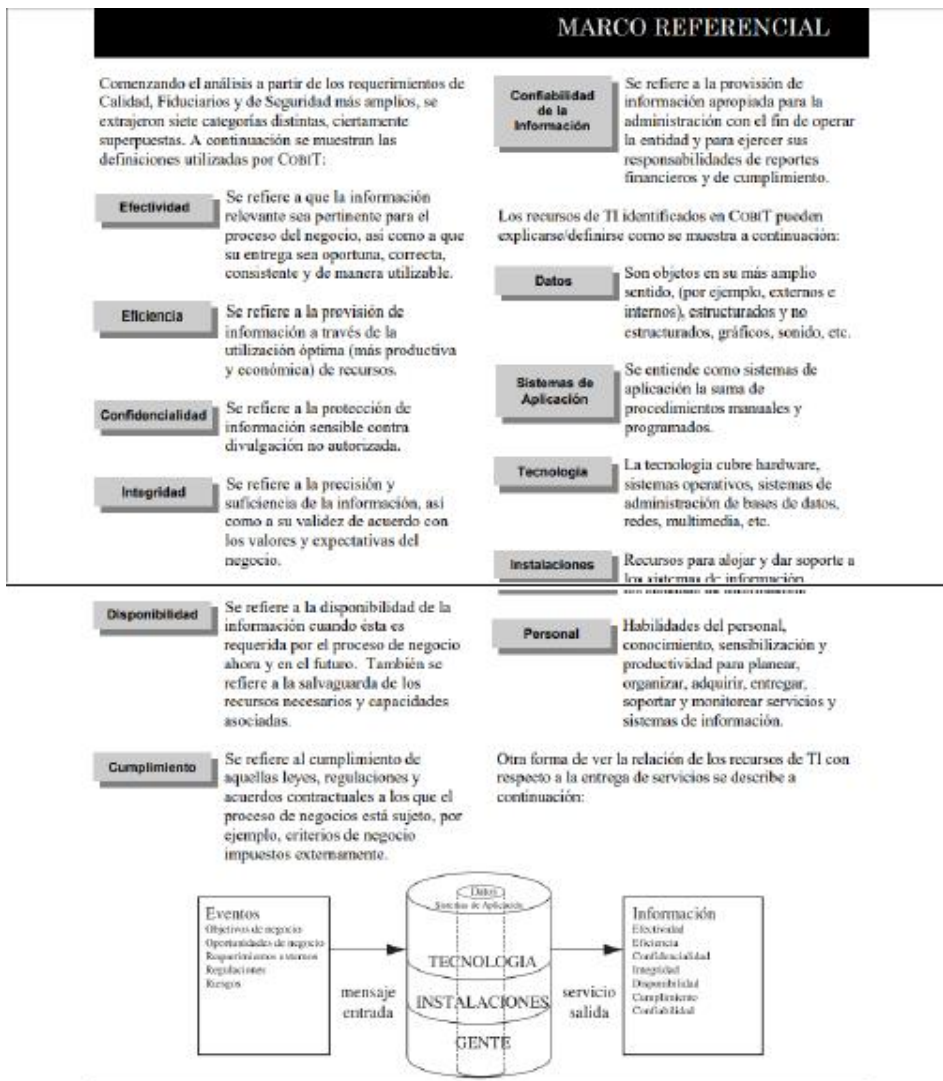 MARCO REFERENCIAL
Comenzando el análisis a partir de los requerimientos de
Calidad, Fiduciarios y de Seguridad más amplios, se
extrajeron siete categorías distintas, ciertamente
superpuestas. A continuación se muestran las
definiciones utilizadas por COBIT:
Efectividad
Se refiere a que la información
relevante sea pertinente para el
proceso del negocio, así como a que
su entrega sea oportuna, correcta,
consistente y de manera utilizable.
Eficiencia
Se refiere a la provisión de
información a través de la
utilización óptima (más productiva
y económica) de recursos.
Confidencialidad
Se refiere a la protección de
información sensible contra
divulgación no autorizada.
Integridad
Se refiere a la precisión y
suficiencia de la información, así
como a su validez de acuerdo con
los valores y expectativas del
negocio.
Disponibilidad
Se refiere a la disponibilidad de la
información cuando ésta es
requerida por el proceso de negocio
ahora y en el futuro. También se
refiere a la salvaguarda de los
recursos necesarios y capacidades
asociadas.
Cumplimiento
Se refiere al cumplimiento de
aquellas leyes, regulaciones y
acuerdos contractuales a los que el
proceso de negocios está sujeto, por
ejemplo, criterios de negocio
impuestos externamente.
Confiabilidad
de la
Información
Se refiere a la provisión de
información apropiada para la
administración con el fin de operar
la entidad y para ejercer sus
responsabilidades de reportes
financieros y de cumplimiento.
Los recursos de TI identificados en COBIT pueden
explicarse/definirse como se muestra a continuación:
Datos
Son objetos en su más amplio
sentido, (por ejemplo, externos e
internos), estructurados y no
estructurados, gráficos, sonido, etc.
Sistemas de
Aplicación
Se entiende como sistemas de
aplicación la suma de
procedimientos manuales y
programados.
Tecnología
La tecnología cubre hardware,
sistemas operativos, sistemas de
administración de bases de datos,
redes, multimedia, etc.
Instalaciones
Recursos para alojar y dar soporte a
los sistemas de información
Personal
Habilidades del personal,
conocimiento, sensibilización y
productividad para planear,
organizar, adquirir, entregar,
soportar y monitorear servicios y
sistemas de información.
Otra forma de ver la relación de los recursos de TI con
respecto a la entrega de servicios se describe a
continuación:
Eventos
Objetivos de negocio
Oportunidades de negocio
Requerimientos externos
Regulaciones
Riesgos
mensaje
entrada
Datos
Sistemas de Aplicación
TECNOLOGIA
INSTALACIONES
GENTE
servicio
salida
Información
Efectividad
Eficiencia
Confidencialidad
Integridad
Disponibilidad
Cumplimiento
Confiabilidad